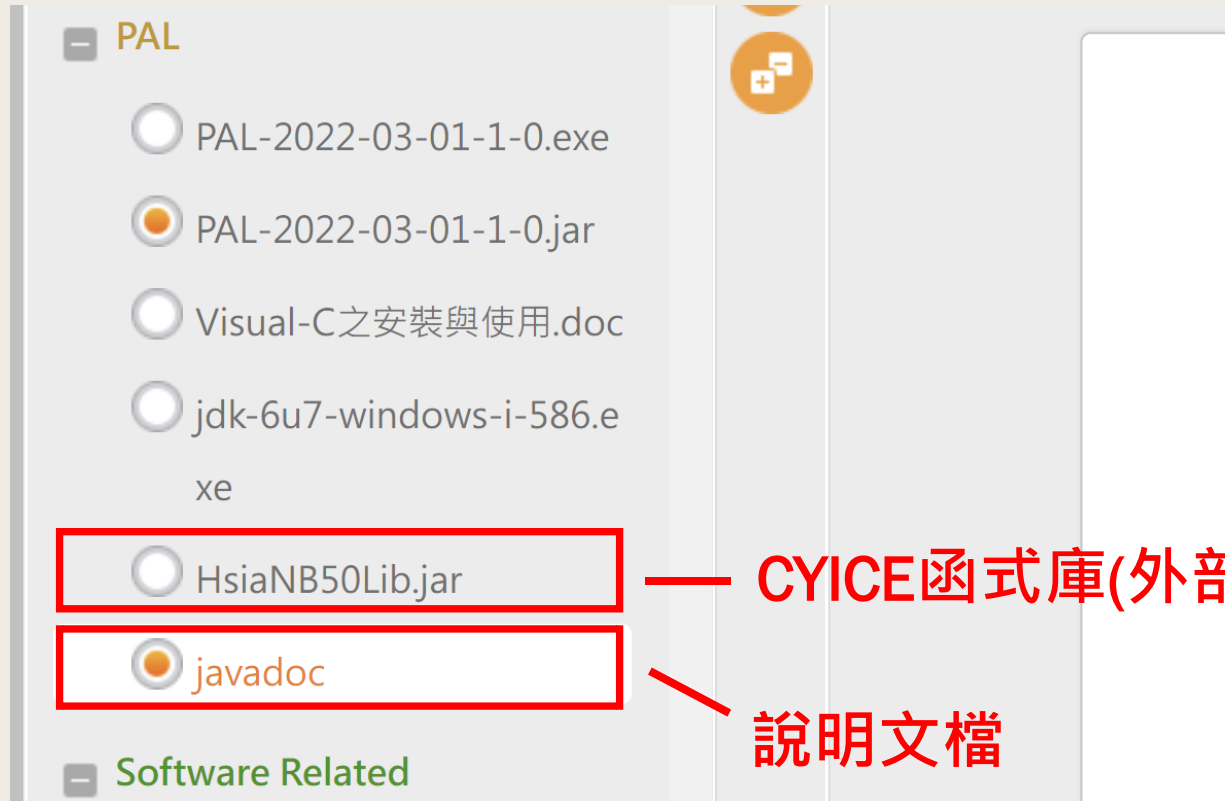 PAL
PAL-2022-03-01-1-0.exe
PAL-2022-03-01-1-0.jar
Visual-C之安裝與使用.doc
jdk-6u7-windows-i-586.e
xe
HsiaNB50Lib.jar
CYICE函式庫(外部
javadoc
說明文檔
Software Related